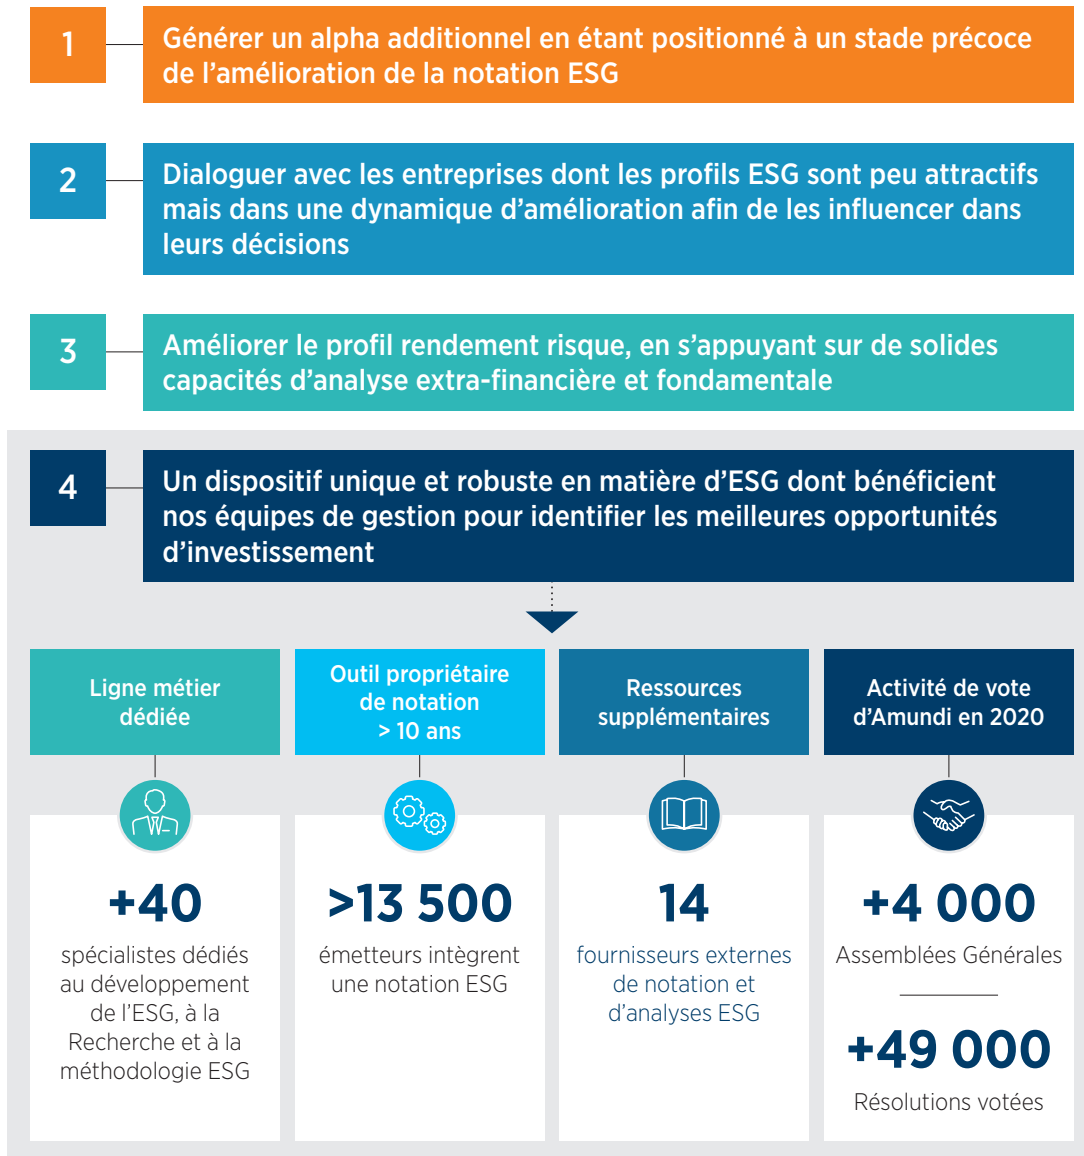 1
Générer un alpha additionnel en étant positionné à un stade précoce
de l’amélioration de la notation ESG
2
Dialoguer avec les entreprises dont les profils ESG sont peu attractifs
mais dans une dynamique d’amélioration afin de les influencer dans
leurs décisions
3
Améliorer le profil rendement risque, en s’appuyant sur de solides
capacités d’analyse extra-financière et fondamentale
4
Un dispositif unique et robuste en matière d’ESG dont bénéficient
nos équipes de gestion pour identifier les meilleures opportunités
d’investissement
Ligne métier
dédiée
+40
spécialistes dédiés
au développement
de l’ESG, à la
Recherche et à la
méthodologie ESG
Outil propriétaire
de notation
> 10 ans
>13 500
émetteurs intègrent
une notation ESG
Ressources
supplémentaires
14
fournisseurs externes
de notation et
d’analyses ESG
Activité de vote
d’Amundi en 2020
+4 000
Assemblées Générales
+49 000
Résolutions votées